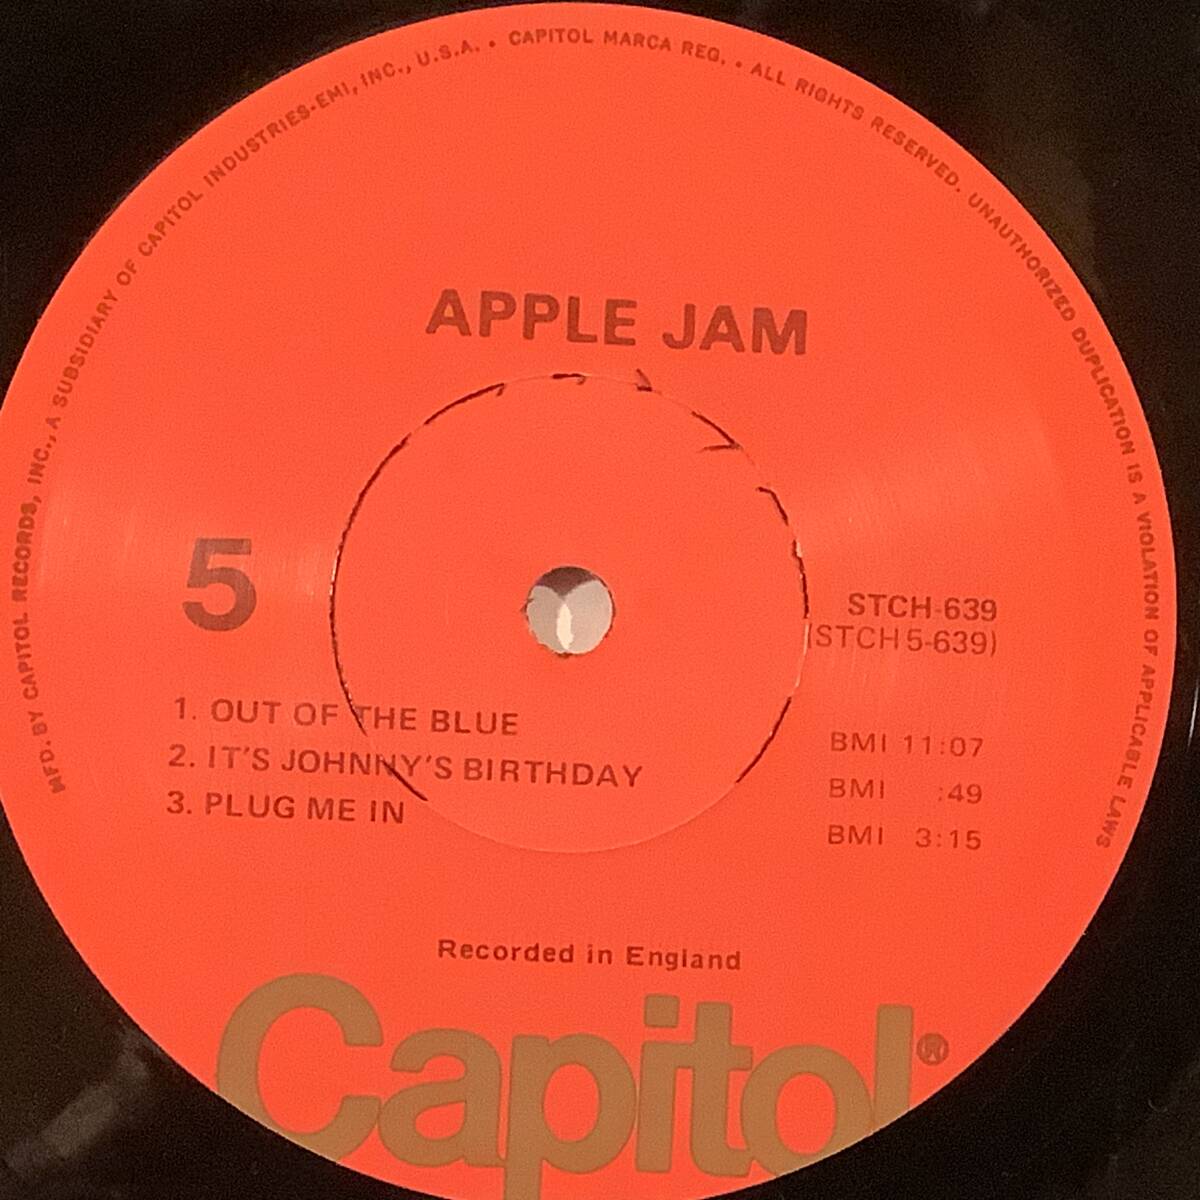 MFD. BY CAPITOL RECORDS, INC., A SUBSIDIARY OF CAPITOL INDUSTRIES-EMI, INC., U.S.A. • CAPITOL MARCA REG. • ALL RIGHTS RESERVED. UNAUTHORIZED DUPLICATION IS A VIOLATION OF APPLICABLE LAWS
APPLE JAM
5
STCH-639
(STCH 5-639)
1. OUT OF THE BLUE BMI 11:07
2. IT'S JOHNNY'S BIRTHDAY BMI :49
3. PLUG ME IN BMI 3:15
Recorded in England
Capitol®